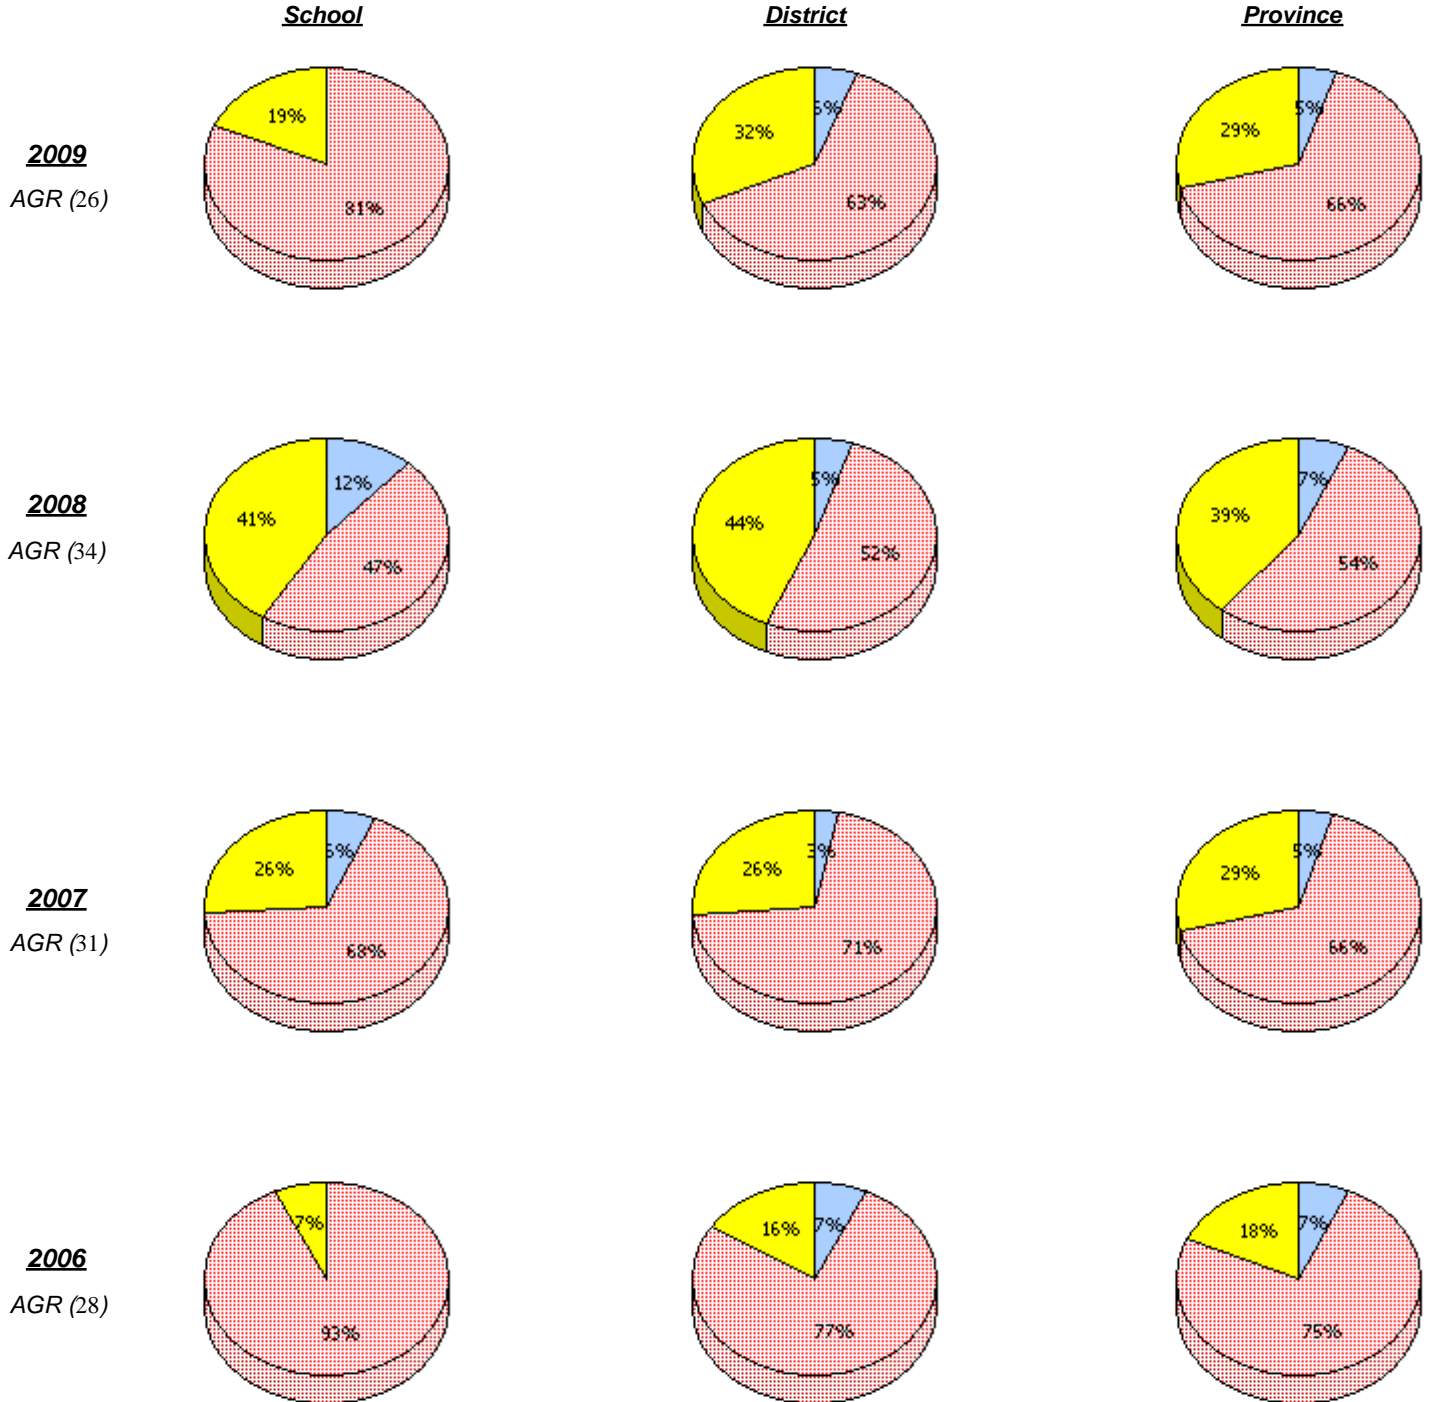 School District Province
2009
AGR (26)
19% 81%
32% 63%
29% 5% 66%
2008
AGR (34)
41% 12% 47%
44% 5% 52%
39% 7% 54%
2007
AGR (31)
26% 6% 68%
26% 3% 71%
29% 5% 66%
2006
AGR (28)
7% 93%
16% 7% 77%
18% 7% 75%